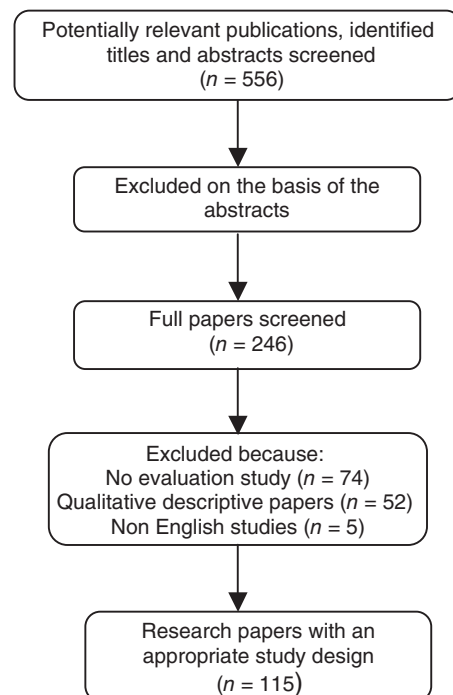 Potentially relevant publications, identified
titles and abstracts screened
(n = 556)
Excluded on the basis of the
abstracts
Full papers screened
(n = 246)
Excluded because:
No evaluation study (n = 74)
Qualitative descriptive papers (n = 52)
Non English studies (n = 5)
Research papers with an
appropriate study design
(n = 115)